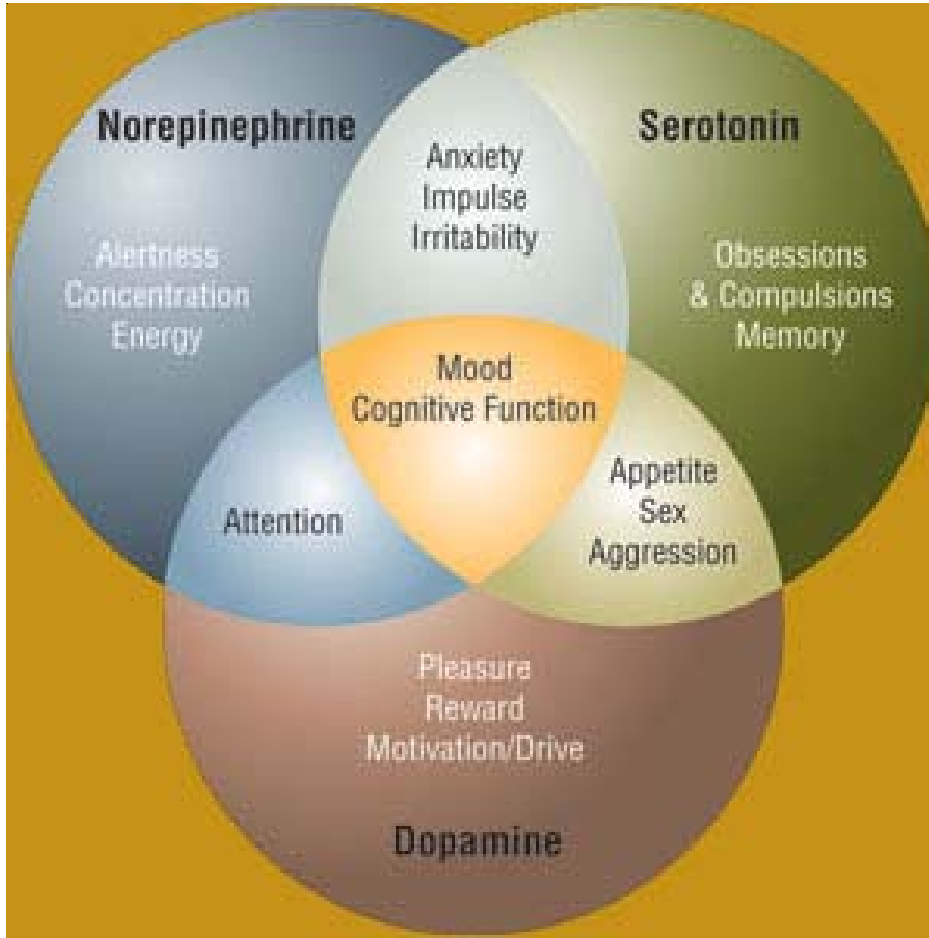 Norepinephrine
Serotonin
Anxiety
Impulse
Irritability
Alertness
Concentration
Energy
Obsessions
& Compulsions
Memory
Mood
Cognitive Function
Attention
Appetite
Sex
Aggression
Pleasure
Reward
Motivation/Drive
Dopamine